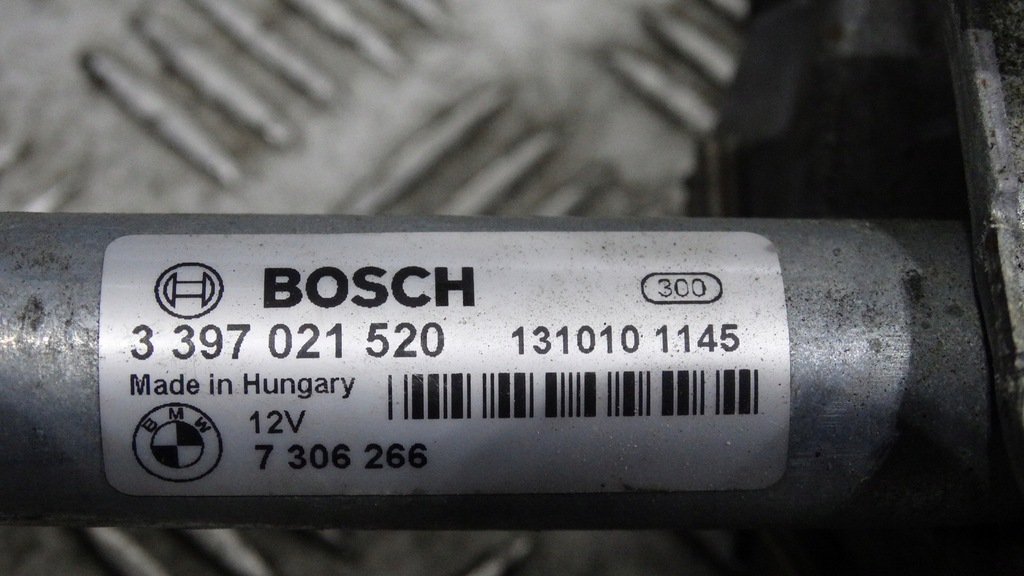 BOSCH 300
3 397 021 520 131010 1145
Made in Hungary
BMW 12V
7 306 266